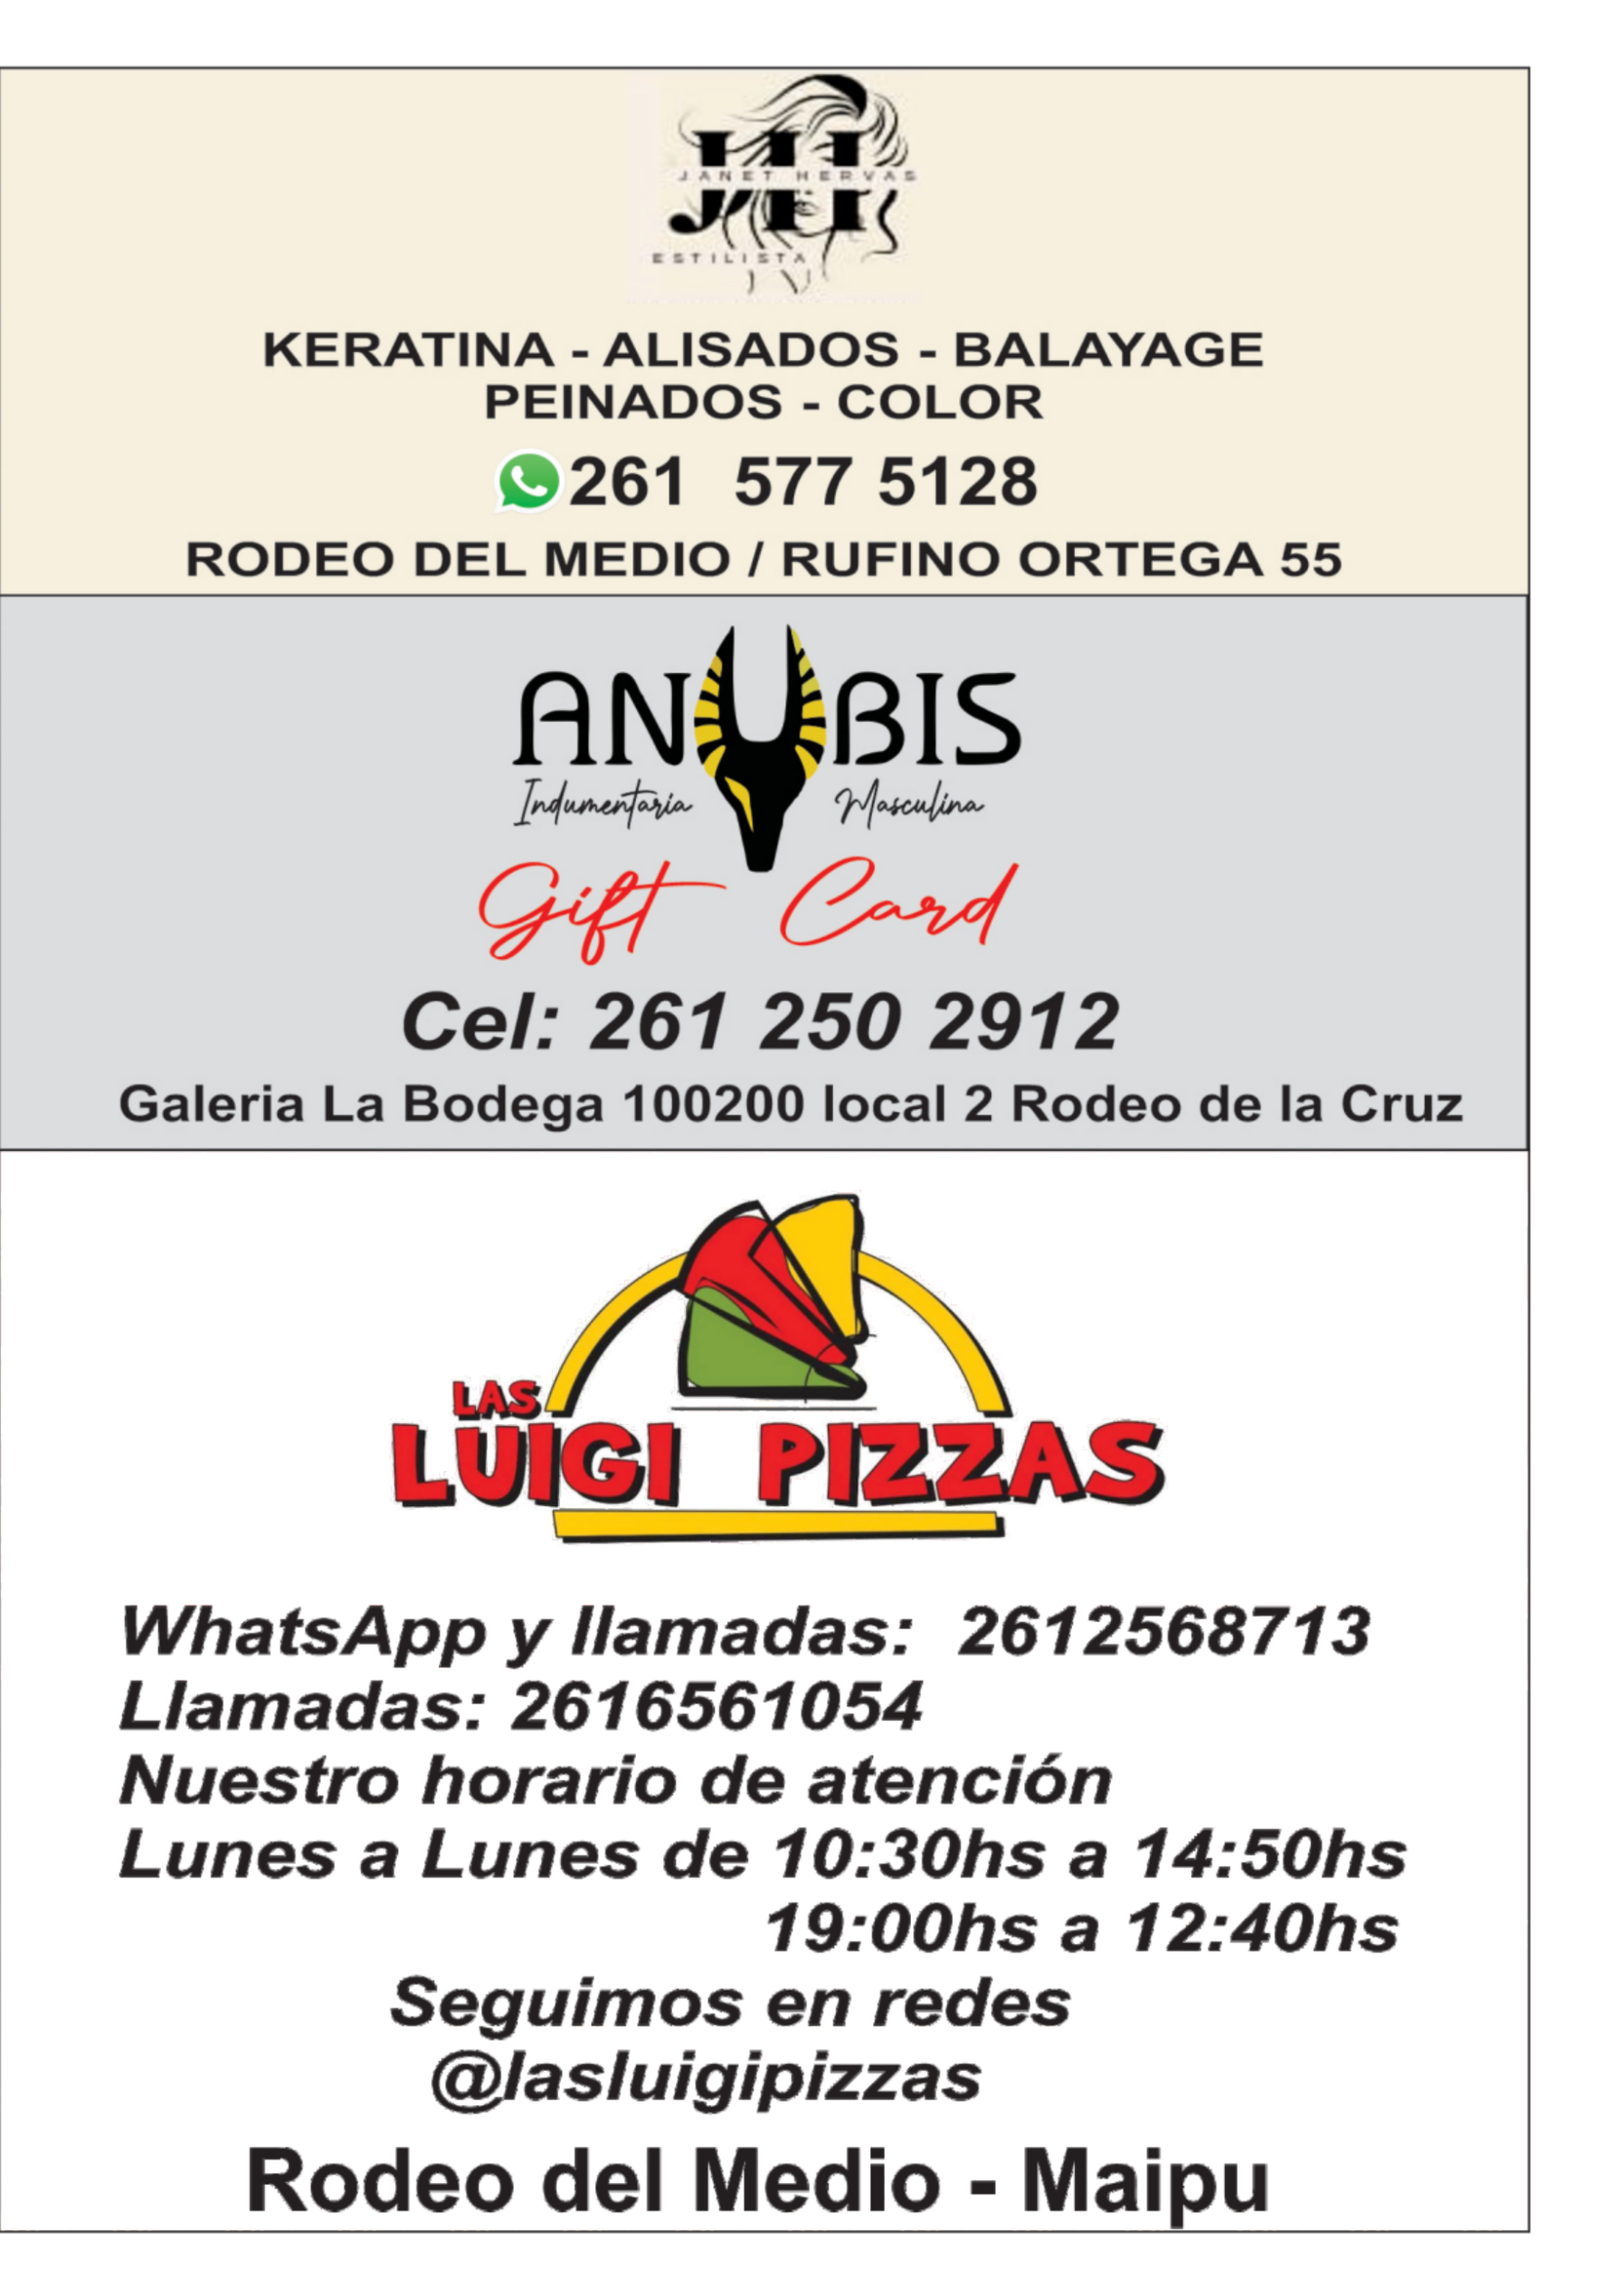 JH
JANET HERVAS
ESTILISTA
KERATINA - ALISADOS - BALAYAGE
PEINADOS - COLOR
261 577 5128
RODEO DEL MEDIO / RUFINO ORTEGA 55
ANUBIS
Indumentaria Masculina
Gift Card
Cel: 261 250 2912
Galeria La Bodega 100200 local 2 Rodeo de la Cruz
LAS
LUIGI PIZZAS
WhatsApp y llamadas: 2612568713
Llamadas: 2616561054
Nuestro horario de atención
Lunes a Lunes de 10:30hs a 14:50hs
19:00hs a 12:40hs
Seguimos en redes
@lasluigipizzas
Rodeo del Medio - Maipu